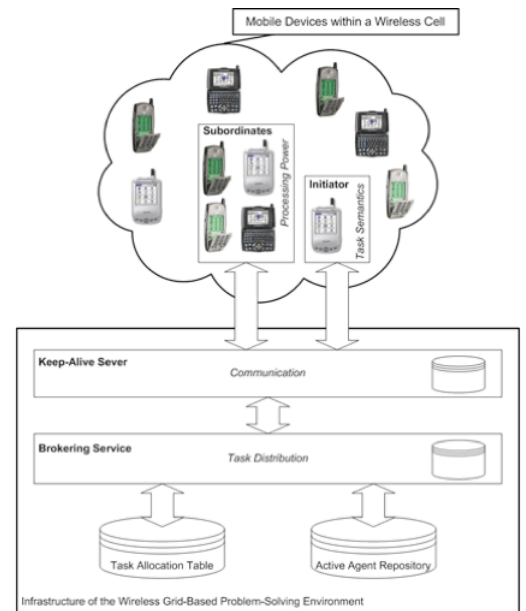 Mobile Devices within a Wireless Cell
Subordinates
Processing Power
Initiator
Task Semantics
Keep-Alive Sever
Communication
Brokering Service
Task Distribution
Task Allocation Table
Active Agent Repository
Infrastructure of the Wireless Grid-Based Problem-Solving Environment